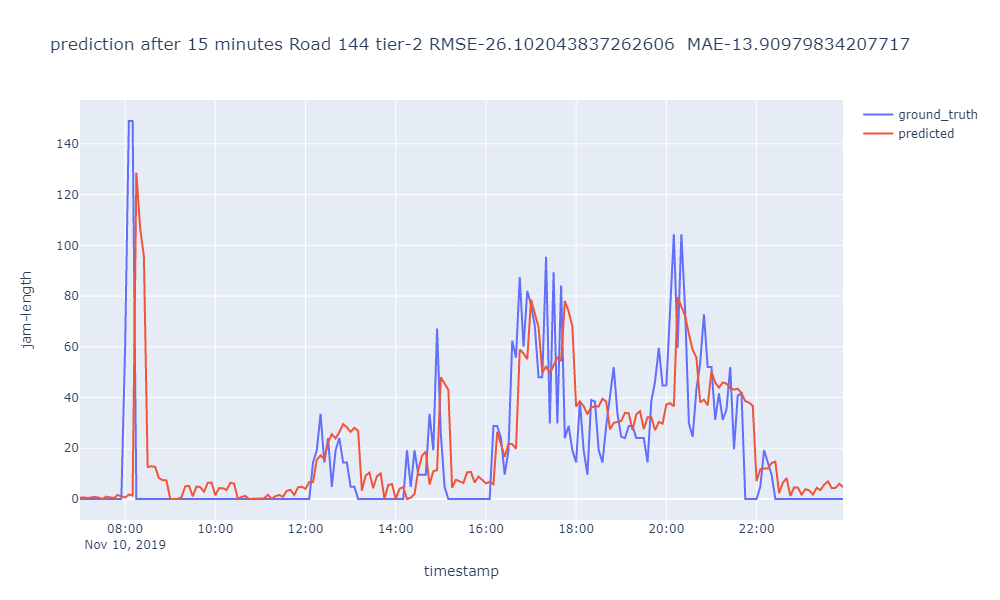 prediction after 15 minutes Road 144 tier-2 RMSE-26.102043837262606  MAE-13.90979834207717
ground_truth
predicted
jam-length
140
120
100
80
60
40
20
0
08:00 10:00 12:00 14:00 16:00 18:00 20:00 22:00
Nov 10, 2019
timestamp